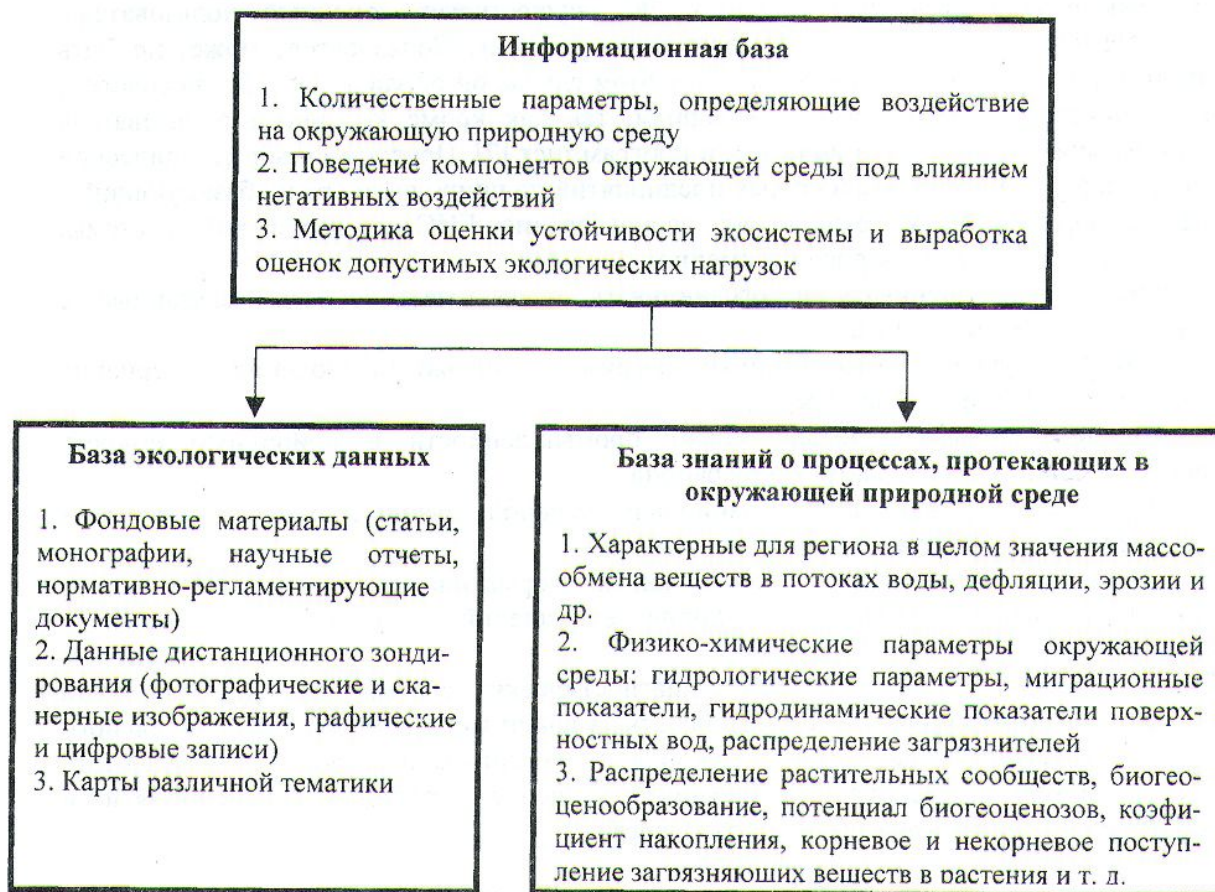 Информационная база
1. Количественные параметры, определяющие воздействие
на окружающую природную среду
2. Поведение компонентов окружающей среды под влиянием
негативных воздействий
3. Методика оценки устойчивости экосистемы и выработка
оценок допустимых экологических нагрузок
База экологических данных
1. Фондовые материалы (статьи,
монографии, научные отчеты,
нормативно-регламентирующие
документы)
2. Данные дистанционного зонди-
рования (фотографические и ска-
нерные изображения, графические
и цифровые записи)
3. Карты различной тематики
База знаний о процессах, протекающих в
окружающей природной среде
1. Характерные для региона в целом значения массо-
обмена веществ в потоках воды, дефляции, эрозии и
др.
2. Физико-химические параметры окружающей
среды: гидрологические параметры, миграционные
показатели, гидродинамические показатели поверх-
ностных вод, распределение загрязнителей
3. Распределение растительных сообществ, биогео-
ценообразование, потенциал биогеоценозов, коэфи-
циент накопления, корневое и некорневое поступ-
ление загрязняющих веществ в растения и т. д.